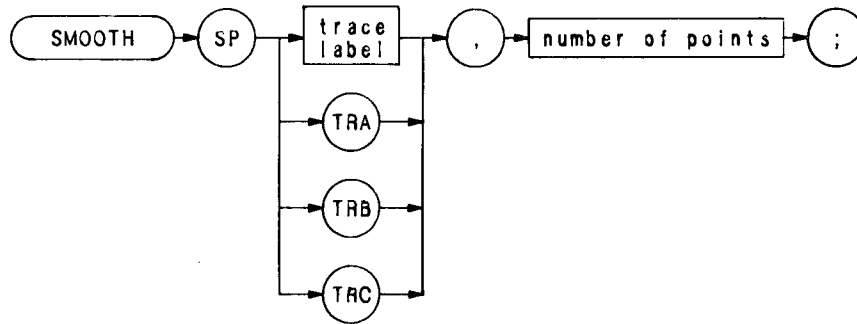 SMOOTH SP trace label , number of points ;
TRA
TRB
TRC